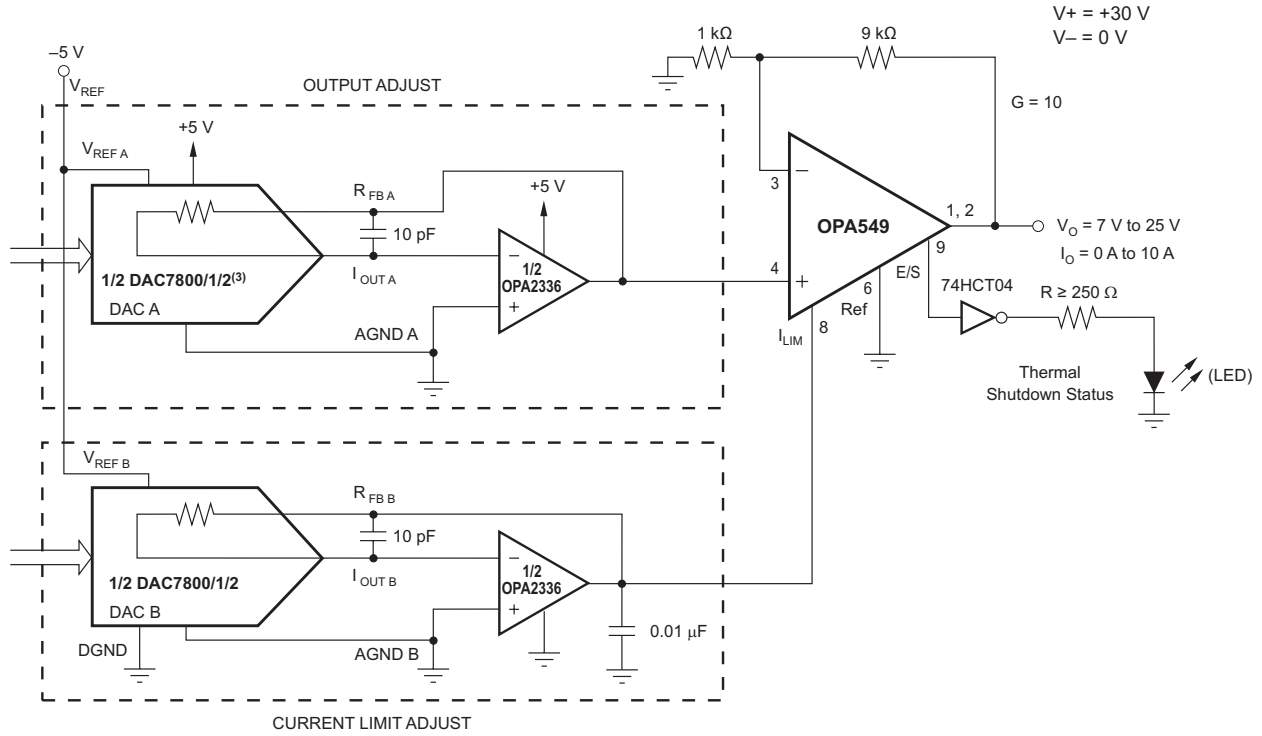 V+ = +30 V
V– = 0 V
–5 V
V_REF
OUTPUT ADJUST
1 kΩ
9 kΩ
G = 10
+5 V
V_REF A
R_FB A
10 pF
I_OUT A
1/2 DAC7800/1/2(3)
DAC A
AGND A
+5 V
–
1/2
OPA2336
+
3
–
4
+
OPA549
1, 2
9
E/S
6
Ref
8
I_LIM
V_O = 7 V to 25 V
I_O = 0 A to 10 A
74HCT04
R ≥ 250 Ω
Thermal
Shutdown Status
(LED)
V_REF B
R_FB B
10 pF
I_OUT B
1/2 DAC7800/1/2
DAC B
DGND
AGND B
–
1/2
OPA2336
+
0.01 μF
CURRENT LIMIT ADJUST